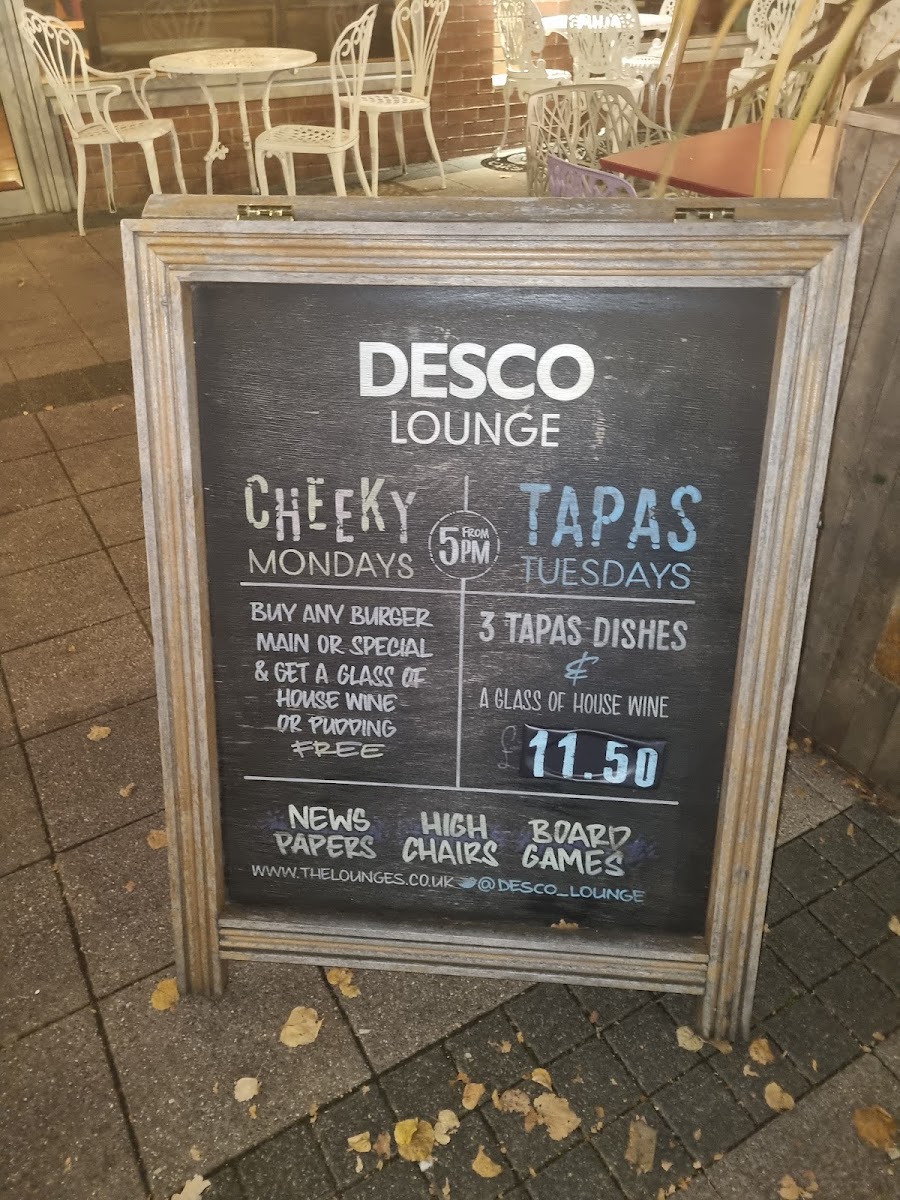 DESCO
LOUNGE
CHEEKY
MONDAYS
FROM
5PM
TAPAS
TUESDAYS
BUY ANY BURGER
MAIN OR SPECIAL
& GET A GLASS OF
HOUSE WINE
OR PUDDING
FREE
3 TAPAS DISHES
&
A GLASS OF HOUSE WINE
£11.50
NEWS
PAPERS
HIGH
CHAIRS
BOARD
GAMES
WWW.THELOUNGES.CO.UK @DESCO_LOUNGE